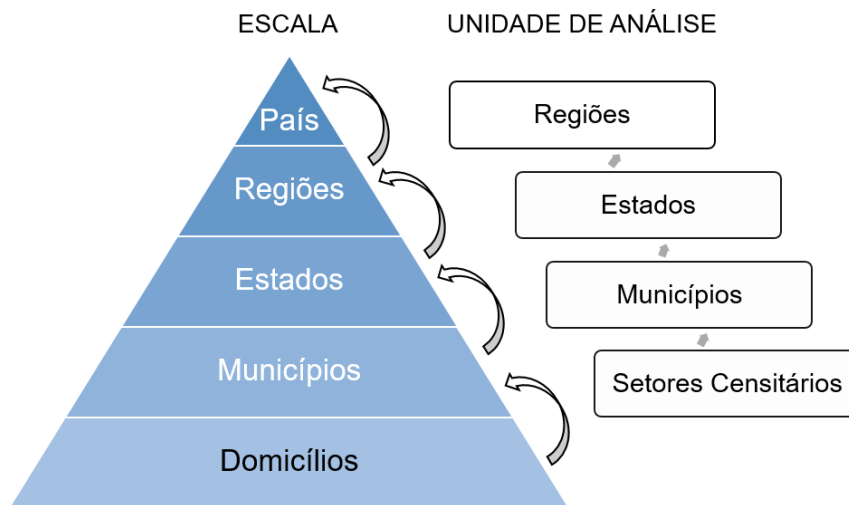 ESCALA
UNIDADE DE ANÁLISE
País
Regiões
Estados
Municípios
Domicílios
Regiões
Estados
Municípios
Setores Censitários